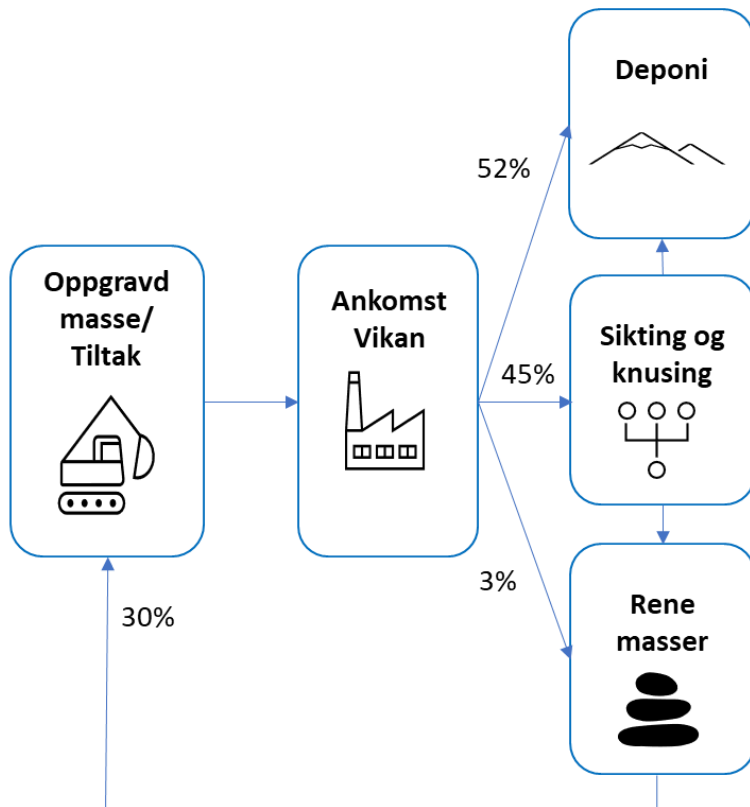 Oppgravd
masse/
Tiltak
30%
Ankomst
Vikan
52%
45%
3%
Deponi
Sikting og
knusing
Rene
masser